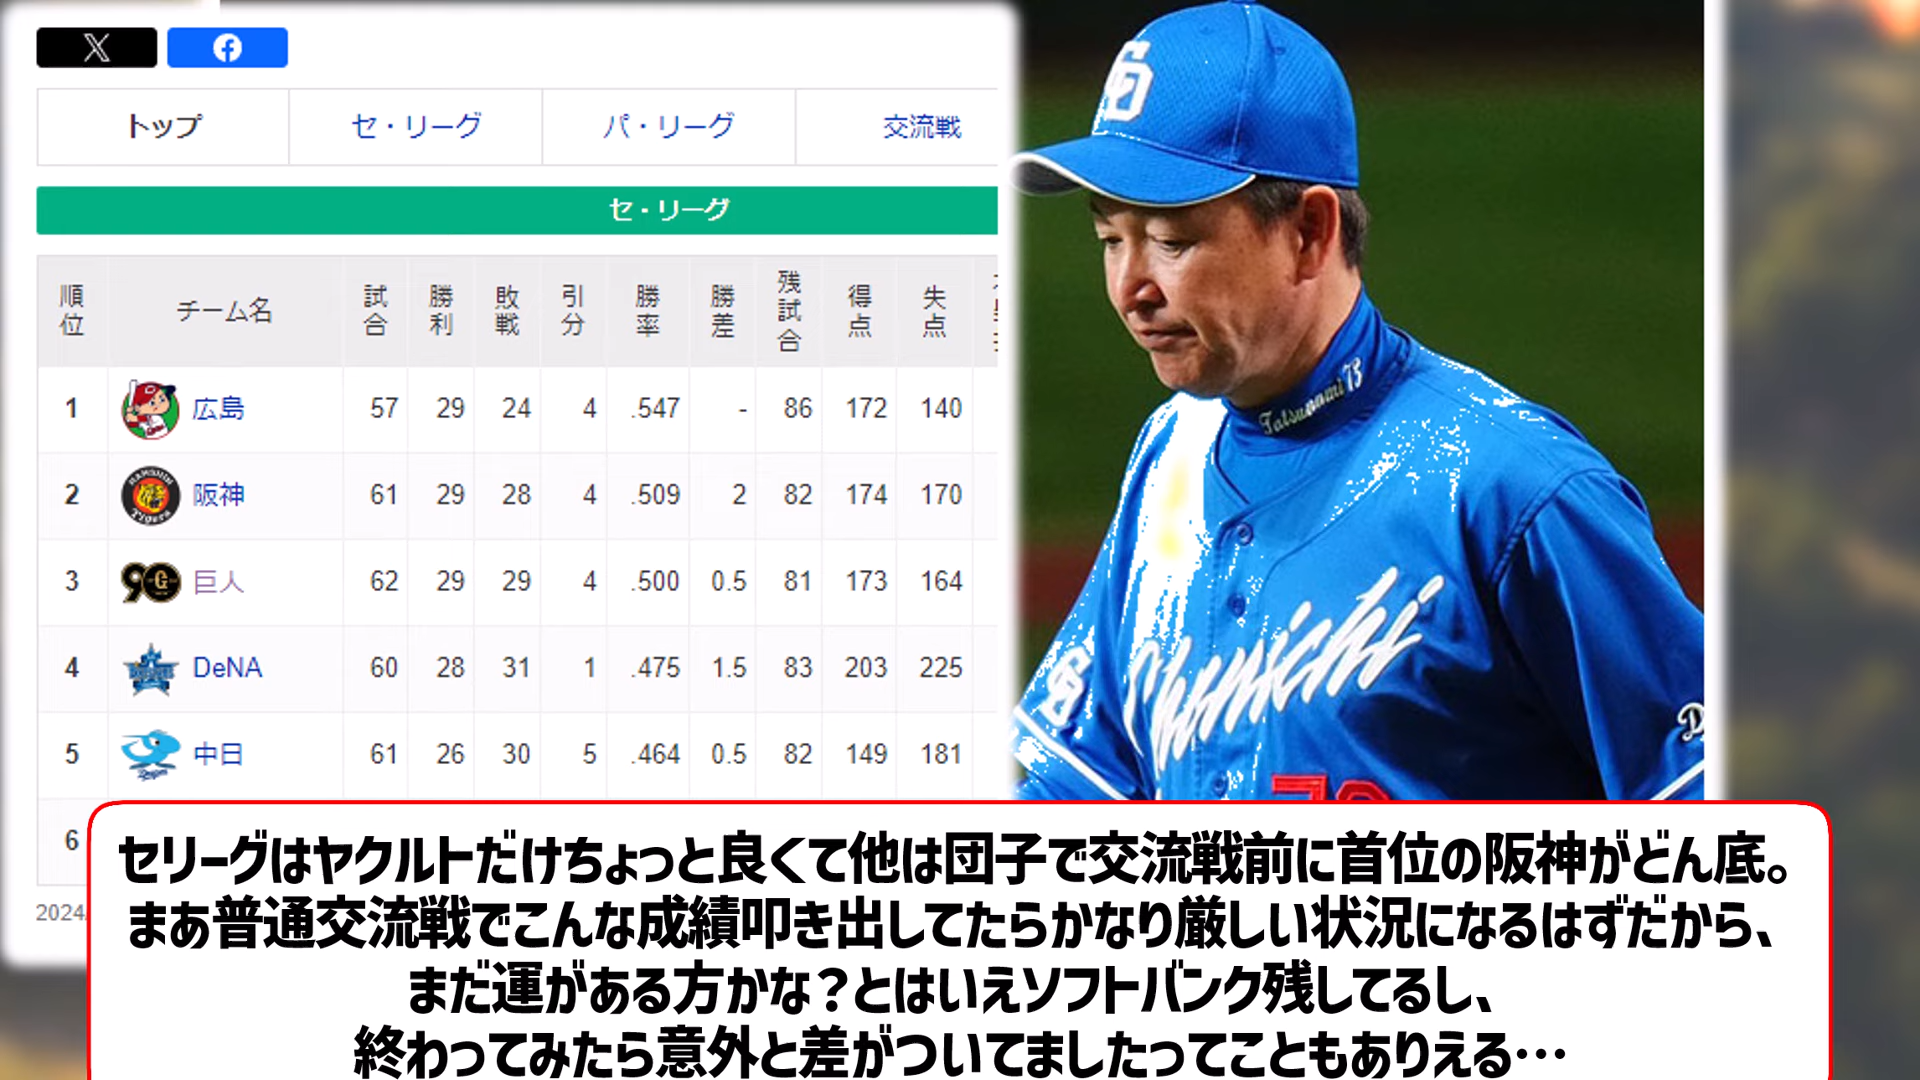 トップ セ・リーグ パ・リーグ 交流戦
セ・リーグ
順位 チーム名 試合 勝利 敗戦 引分 勝率 勝差 残試合 得点 失点
1 広島 57 29 24 4 .547 - 86 172 140
2 阪神 61 29 28 4 .509 2 82 174 170
3 巨人 62 29 29 4 .500 0.5 81 173 164
4 DeNA 60 28 31 1 .475 1.5 83 203 225
5 中日 61 26 30 5 .464 0.5 82 149 181
6
2024
Tatsunami 73
Chunichi
セリーグはヤクルトだけちょっと良くて他は団子で交流戦前に首位の阪神がどん底。
まあ普通交流戦でこんな成績叩き出してたらかなり厳しい状況になるはずだから、
まだ運がある方かな？とはいえソフトバンク残してるし、
終わってみたら意外と差がついてましたってこともありえる…